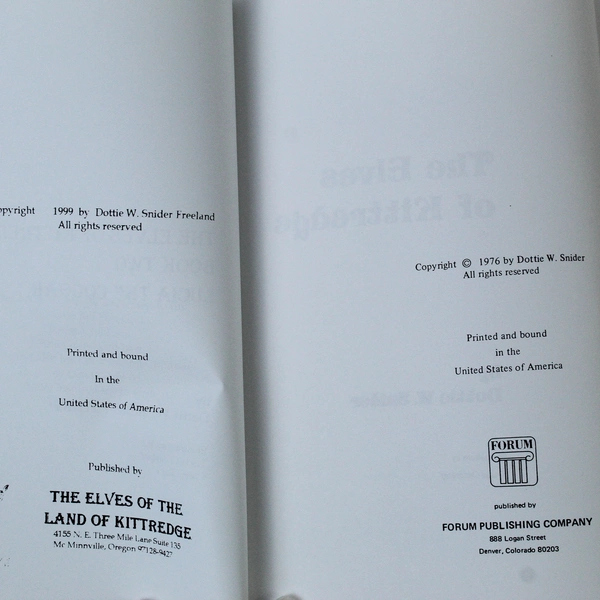 opyright 1999 by Dottie W. Snider Freeland
All rights reserved
Printed and bound
In the
United States of America
Published by
THE ELVES OF THE
LAND OF KITTREDGE
4155 N. E. Three Mile Lane Suite 135
Mc Minnville, Oregon 97128-9427
Copyright © 1976 by Dottie W. Snider
All rights reserved
Printed and bound
in the
United States of America
FORUM
published by
FORUM PUBLISHING COMPANY
888 Logan Street
Denver, Colorado 80203